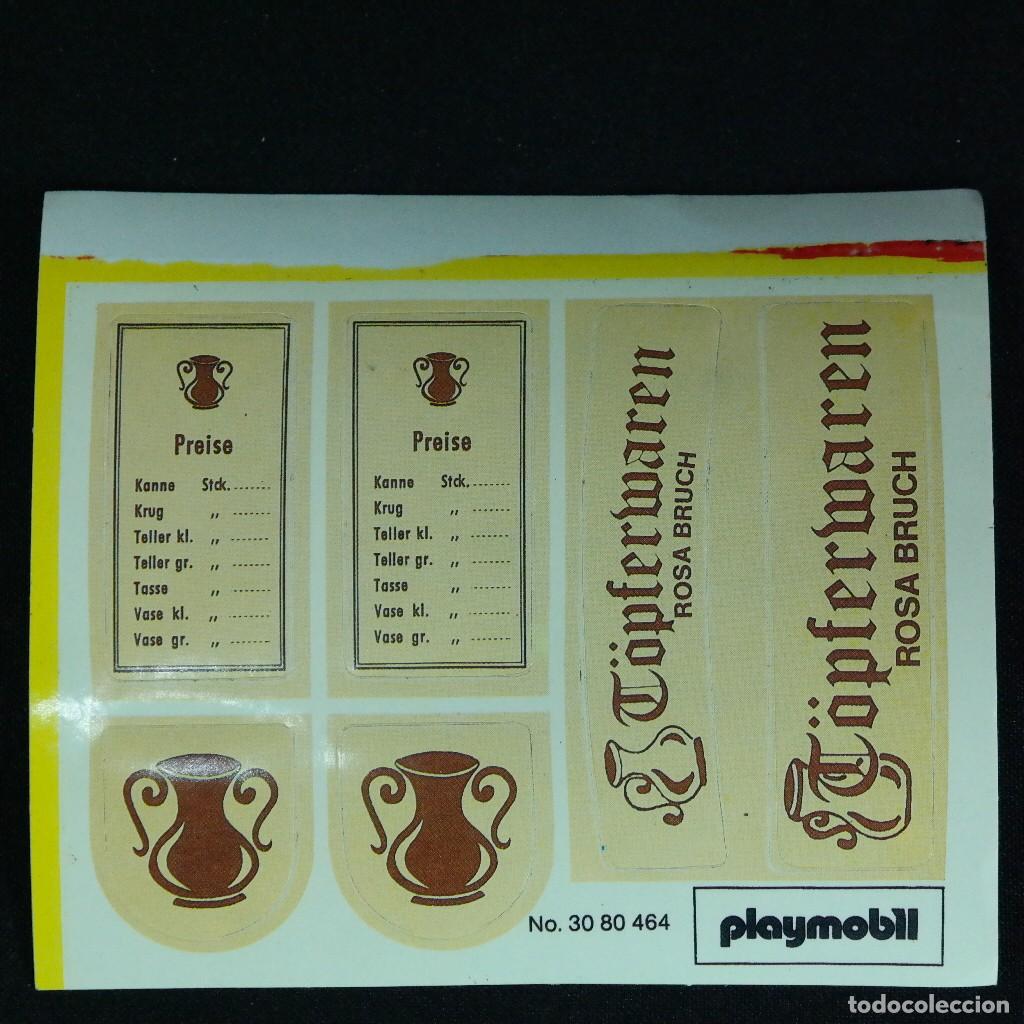 Preise
Kanne Stck. ........
Krug ,, ........
Teller kl. ,, ........
Teller gr. ,, ........
Tasse ,, ........
Vase kl. ,, ........
Vase gr. ,, ........
Preise
Kanne Stck. ........
Krug ,, ........
Teller kl. ,, ........
Teller gr. ,, ........
Tasse ,, ........
Vase kl. ,, ........
Vase gr. ,, ........
Töpferwaren
ROSA BRUCH
Töpferwaren
ROSA BRUCH
No. 30 80 464
playmobil
todocoleccion